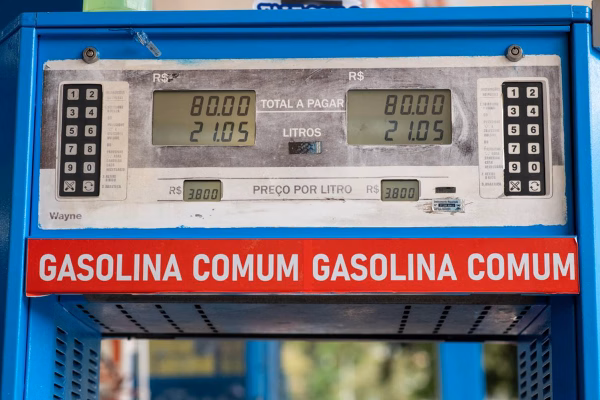 R$ R$
80.00 TOTAL A PAGAR 80.00
21.05 LITROS 21.05
1 2 1 2
3 4 3 4
5 6 5 6
7 8 7 8
9 0 9 0
R$ 3.800 PREÇO POR LITRO R$ 3.800
Wayne
GASOLINA COMUM GASOLINA COMUM